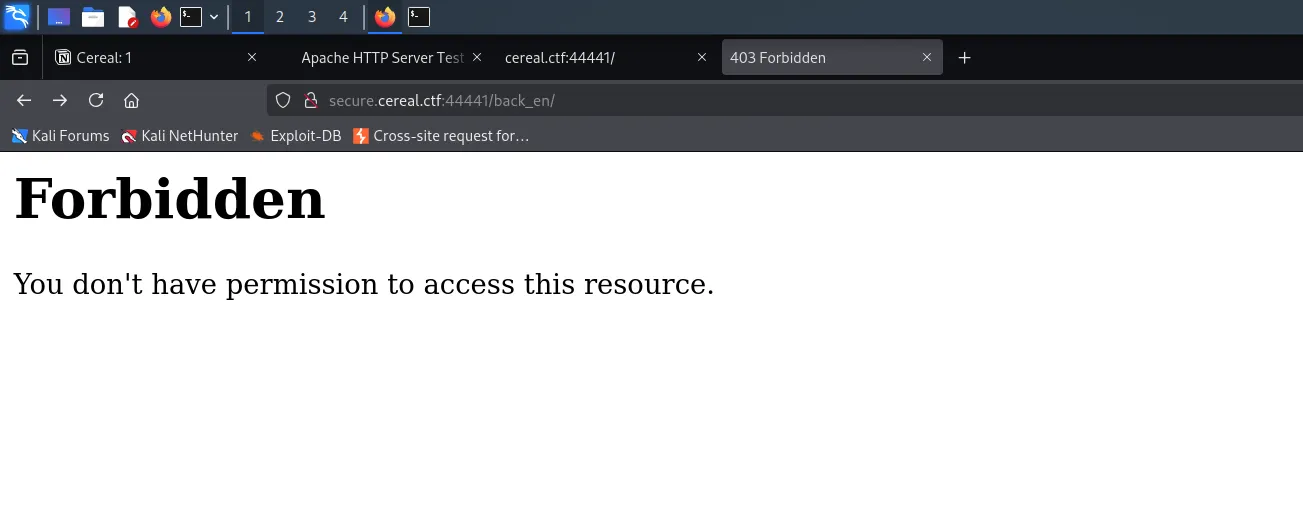 1 2 3 4
Cereal: 1 Apache HTTP Server Test cereal.ctf:44441/ 403 Forbidden
secure.cereal.ctf:44441/back_en/
Kali Forums Kali NetHunter Exploit-DB Cross-site request for…
Forbidden
You don't have permission to access this resource.